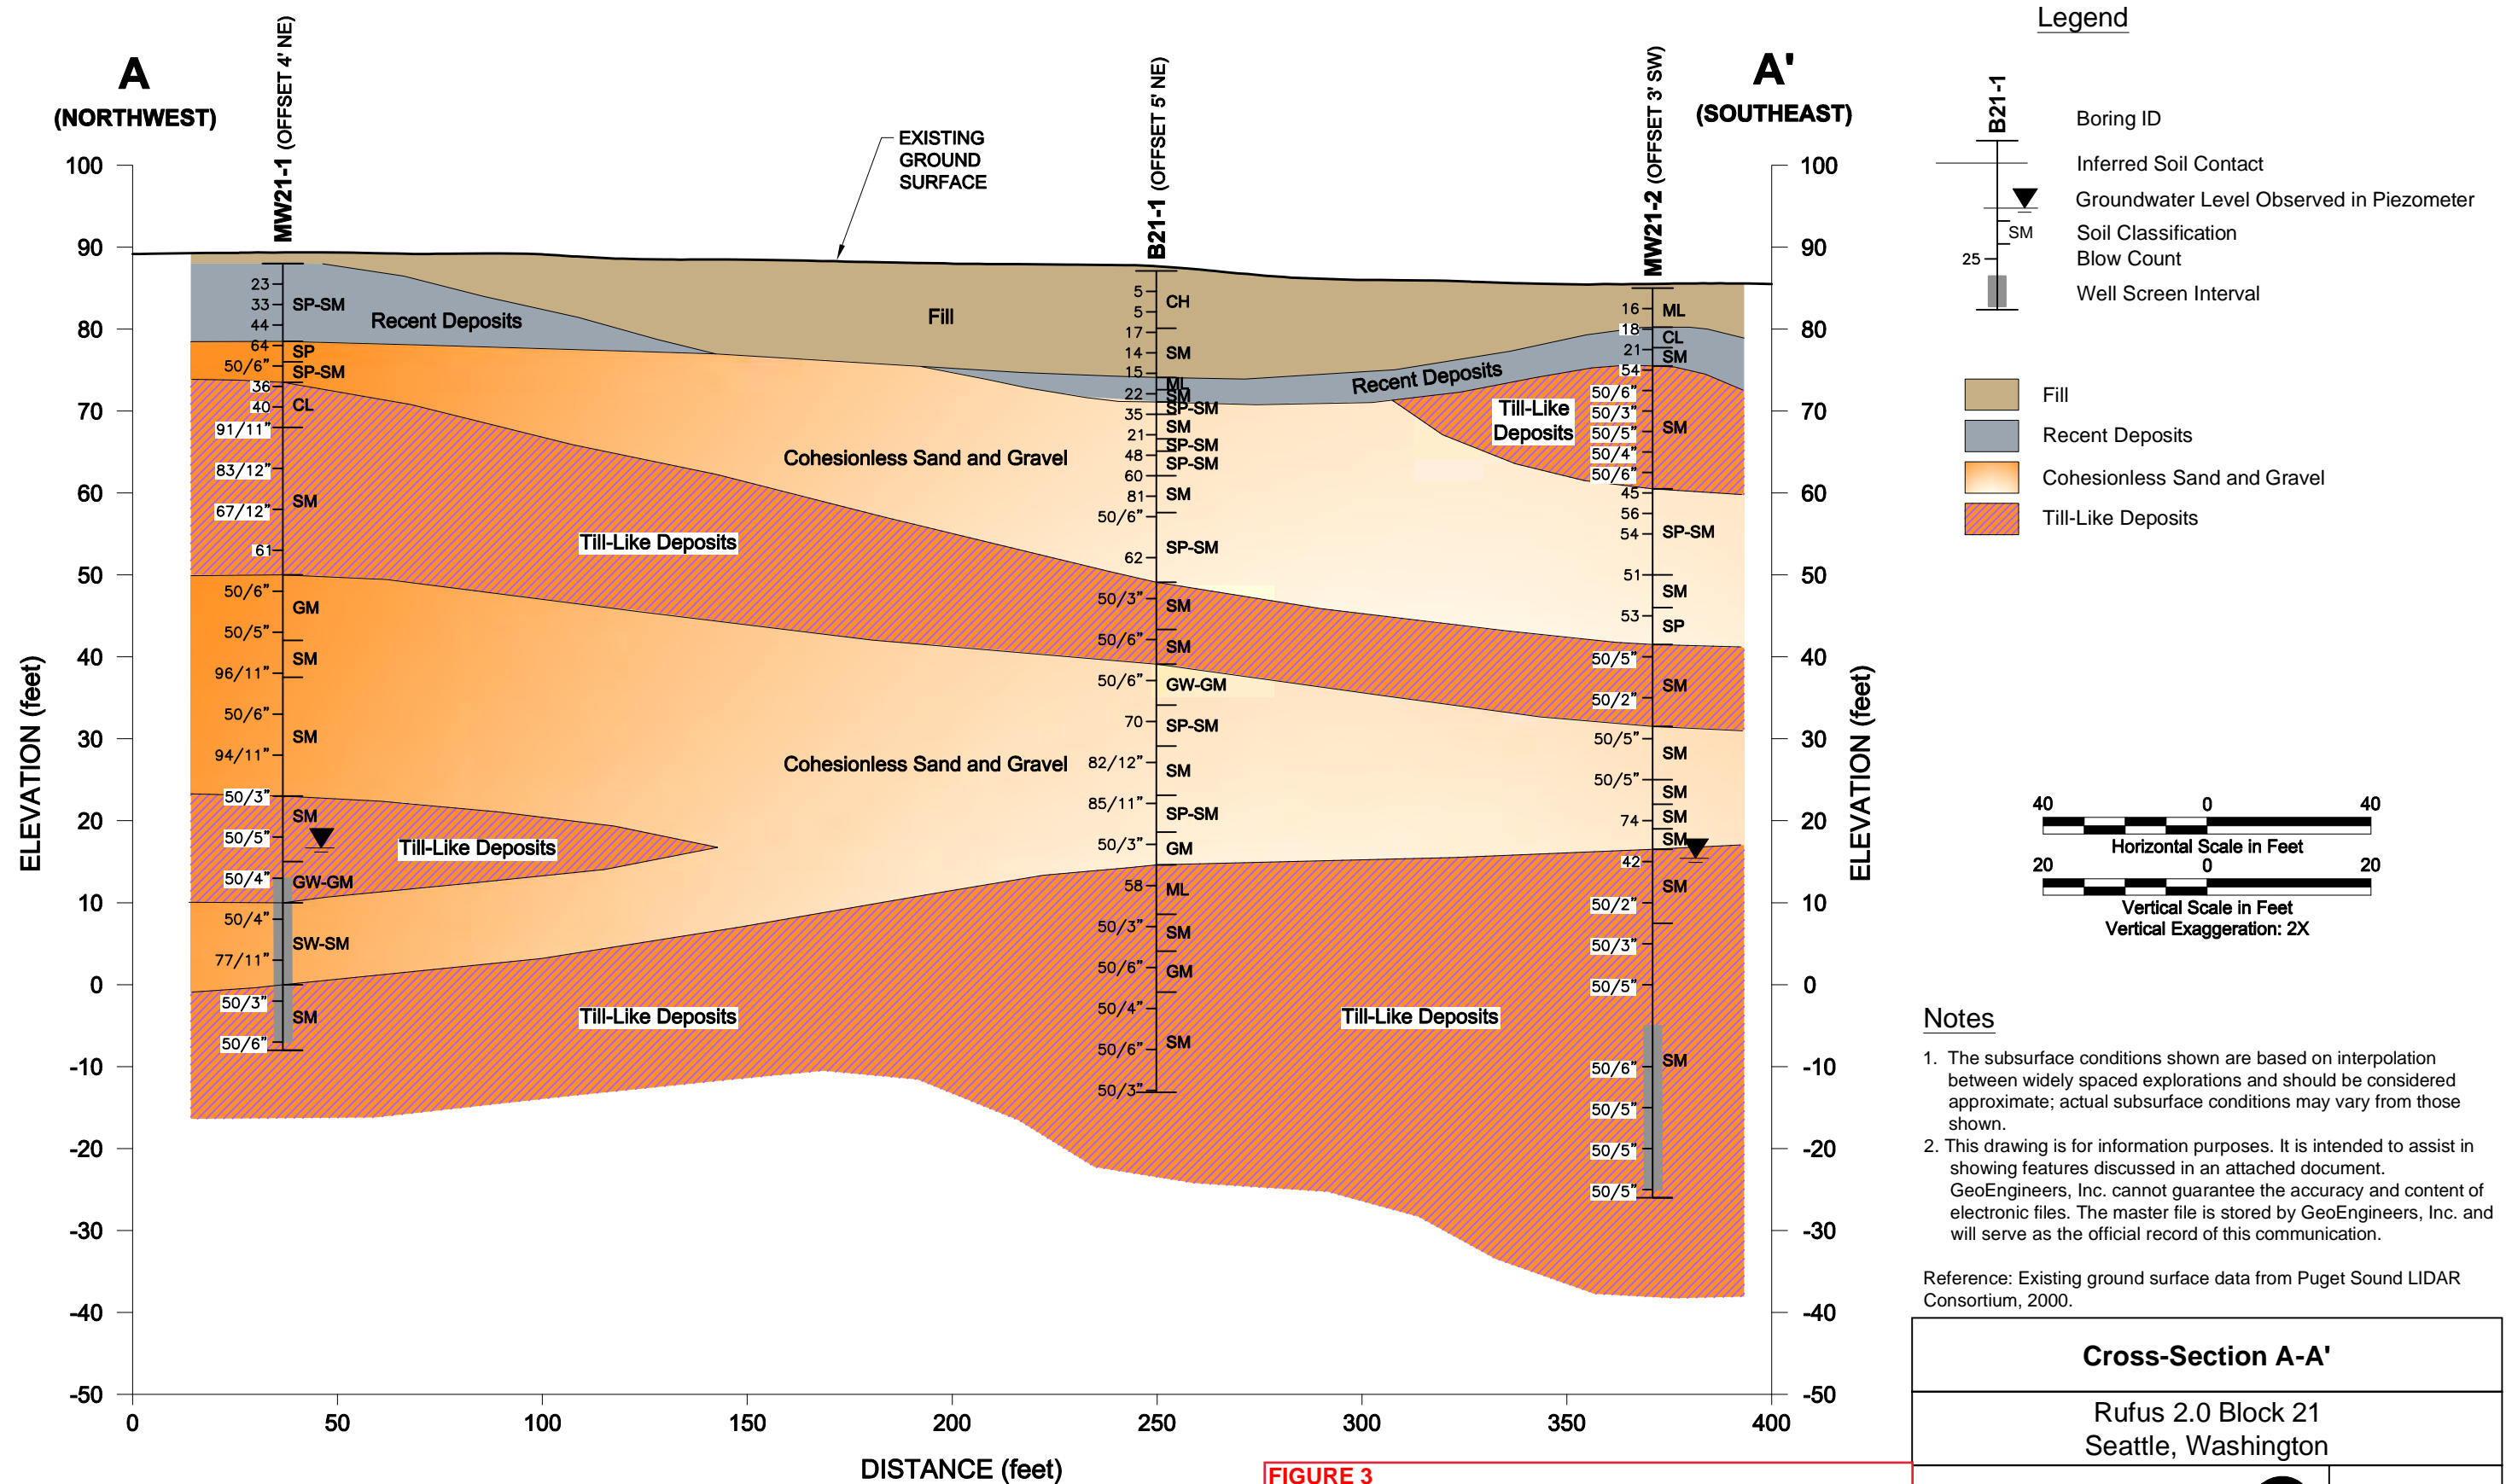 A
(NORTHWEST)
MW21-1 (OFFSET 4' NE)
EXISTING
GROUND
SURFACE
B21-1 (OFFSET 5' NE)
MW21-2 (OFFSET 3' SW)
A'
(SOUTHEAST)
ELEVATION (feet)
100
90
80
70
60
50
40
30
20
10
0
-10
-20
-30
-40
-50
23
33
44
64
50/6"
36
40
91/11"
83/12"
67/12"
61
50/6"
50/5"
96/11"
50/6"
94/11"
50/3"
50/5"
50/4"
50/4"
77/11"
50/3"
50/6"
SP-SM
SP
SP-SM
CL
SM
GM
SM
SM
SM
GW-GM
SW-SM
SM
Recent Deposits
Fill
Cohesionless Sand and Gravel
Till-Like Deposits
Cohesionless Sand and Gravel
Till-Like Deposits
Till-Like Deposits
5
5
17
14
15
22
35
21
48
60
81
50/6"
62
50/3"
50/6"
50/6"
70
82/12"
85/11"
50/3"
58
50/3"
50/6"
50/4"
50/6"
50/3"
CH
SM
ML
SM
SP-SM
SM
SP-SM
SP-SM
SM
SP-SM
SM
SM
GW-GM
SP-SM
SM
SP-SM
GM
ML
SM
GM
SM
Recent Deposits
Till-Like
Deposits
Till-Like Deposits
16
18
21
54
50/6"
50/3"
50/5"
50/4"
50/6"
45
56
54
51
53
50/5"
50/2"
50/5"
50/5"
74
42
50/2"
50/3"
50/5"
50/6"
50/5"
50/5"
50/5"
ML
CL
SM
SM
SP-SM
SM
SP
SM
SM
SM
SM
SM
SM
SM
100
90
80
70
60
50
40
30
20
10
0
-10
-20
-30
-40
-50
ELEVATION (feet)
0
50
100
150
200
250
300
350
400
DISTANCE (feet)
Legend
B21-1
Boring ID
Inferred Soil Contact
Groundwater Level Observed in Piezometer
SM
Soil Classification
25
Blow Count
Well Screen Interval
Fill
Recent Deposits
Cohesionless Sand and Gravel
Till-Like Deposits
40 0 40
Horizontal Scale in Feet
20 0 20
Vertical Scale in Feet
Vertical Exaggeration: 2X
Notes
1. The subsurface conditions shown are based on interpolation
between widely spaced explorations and should be considered
approximate; actual subsurface conditions may vary from those
shown.
2. This drawing is for information purposes. It is intended to assist in
showing features discussed in an attached document.
GeoEngineers, Inc. cannot guarantee the accuracy and content of
electronic files. The master file is stored by GeoEngineers, Inc. and
will serve as the official record of this communication.
Reference: Existing ground surface data from Puget Sound LIDAR
Consortium, 2000.
Cross-Section A-A'
Rufus 2.0 Block 21
Seattle, Washington
FIGURE 3